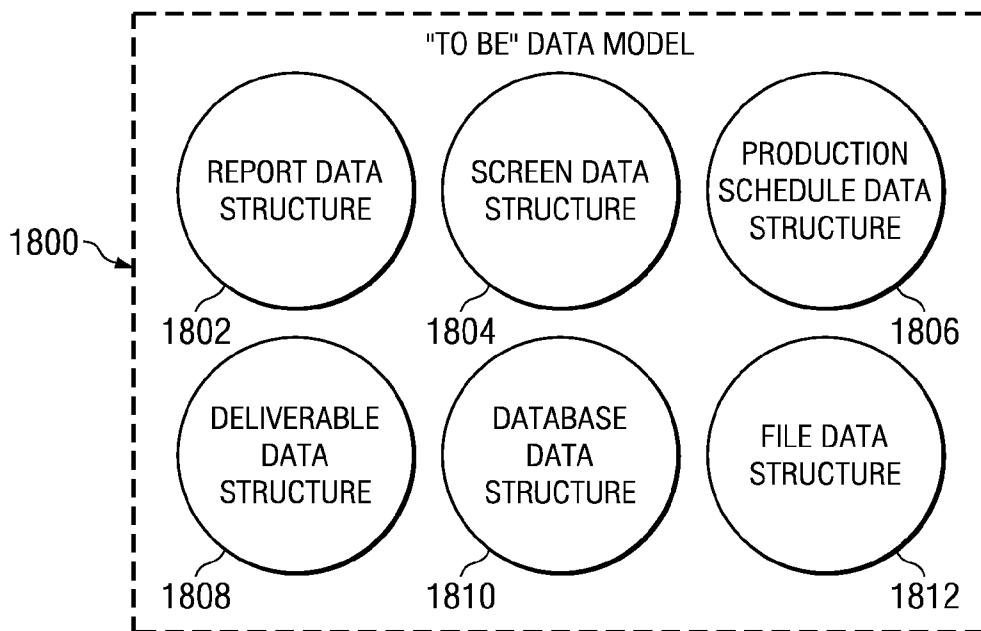 "TO BE" DATA MODEL
REPORT DATA
STRUCTURE
SCREEN DATA
STRUCTURE
PRODUCTION
SCHEDULE DATA
STRUCTURE
1800
1802
1804
1806
DELIVERABLE
DATA
STRUCTURE
DATABASE
DATA
STRUCTURE
FILE DATA
STRUCTURE
1808
1810
1812